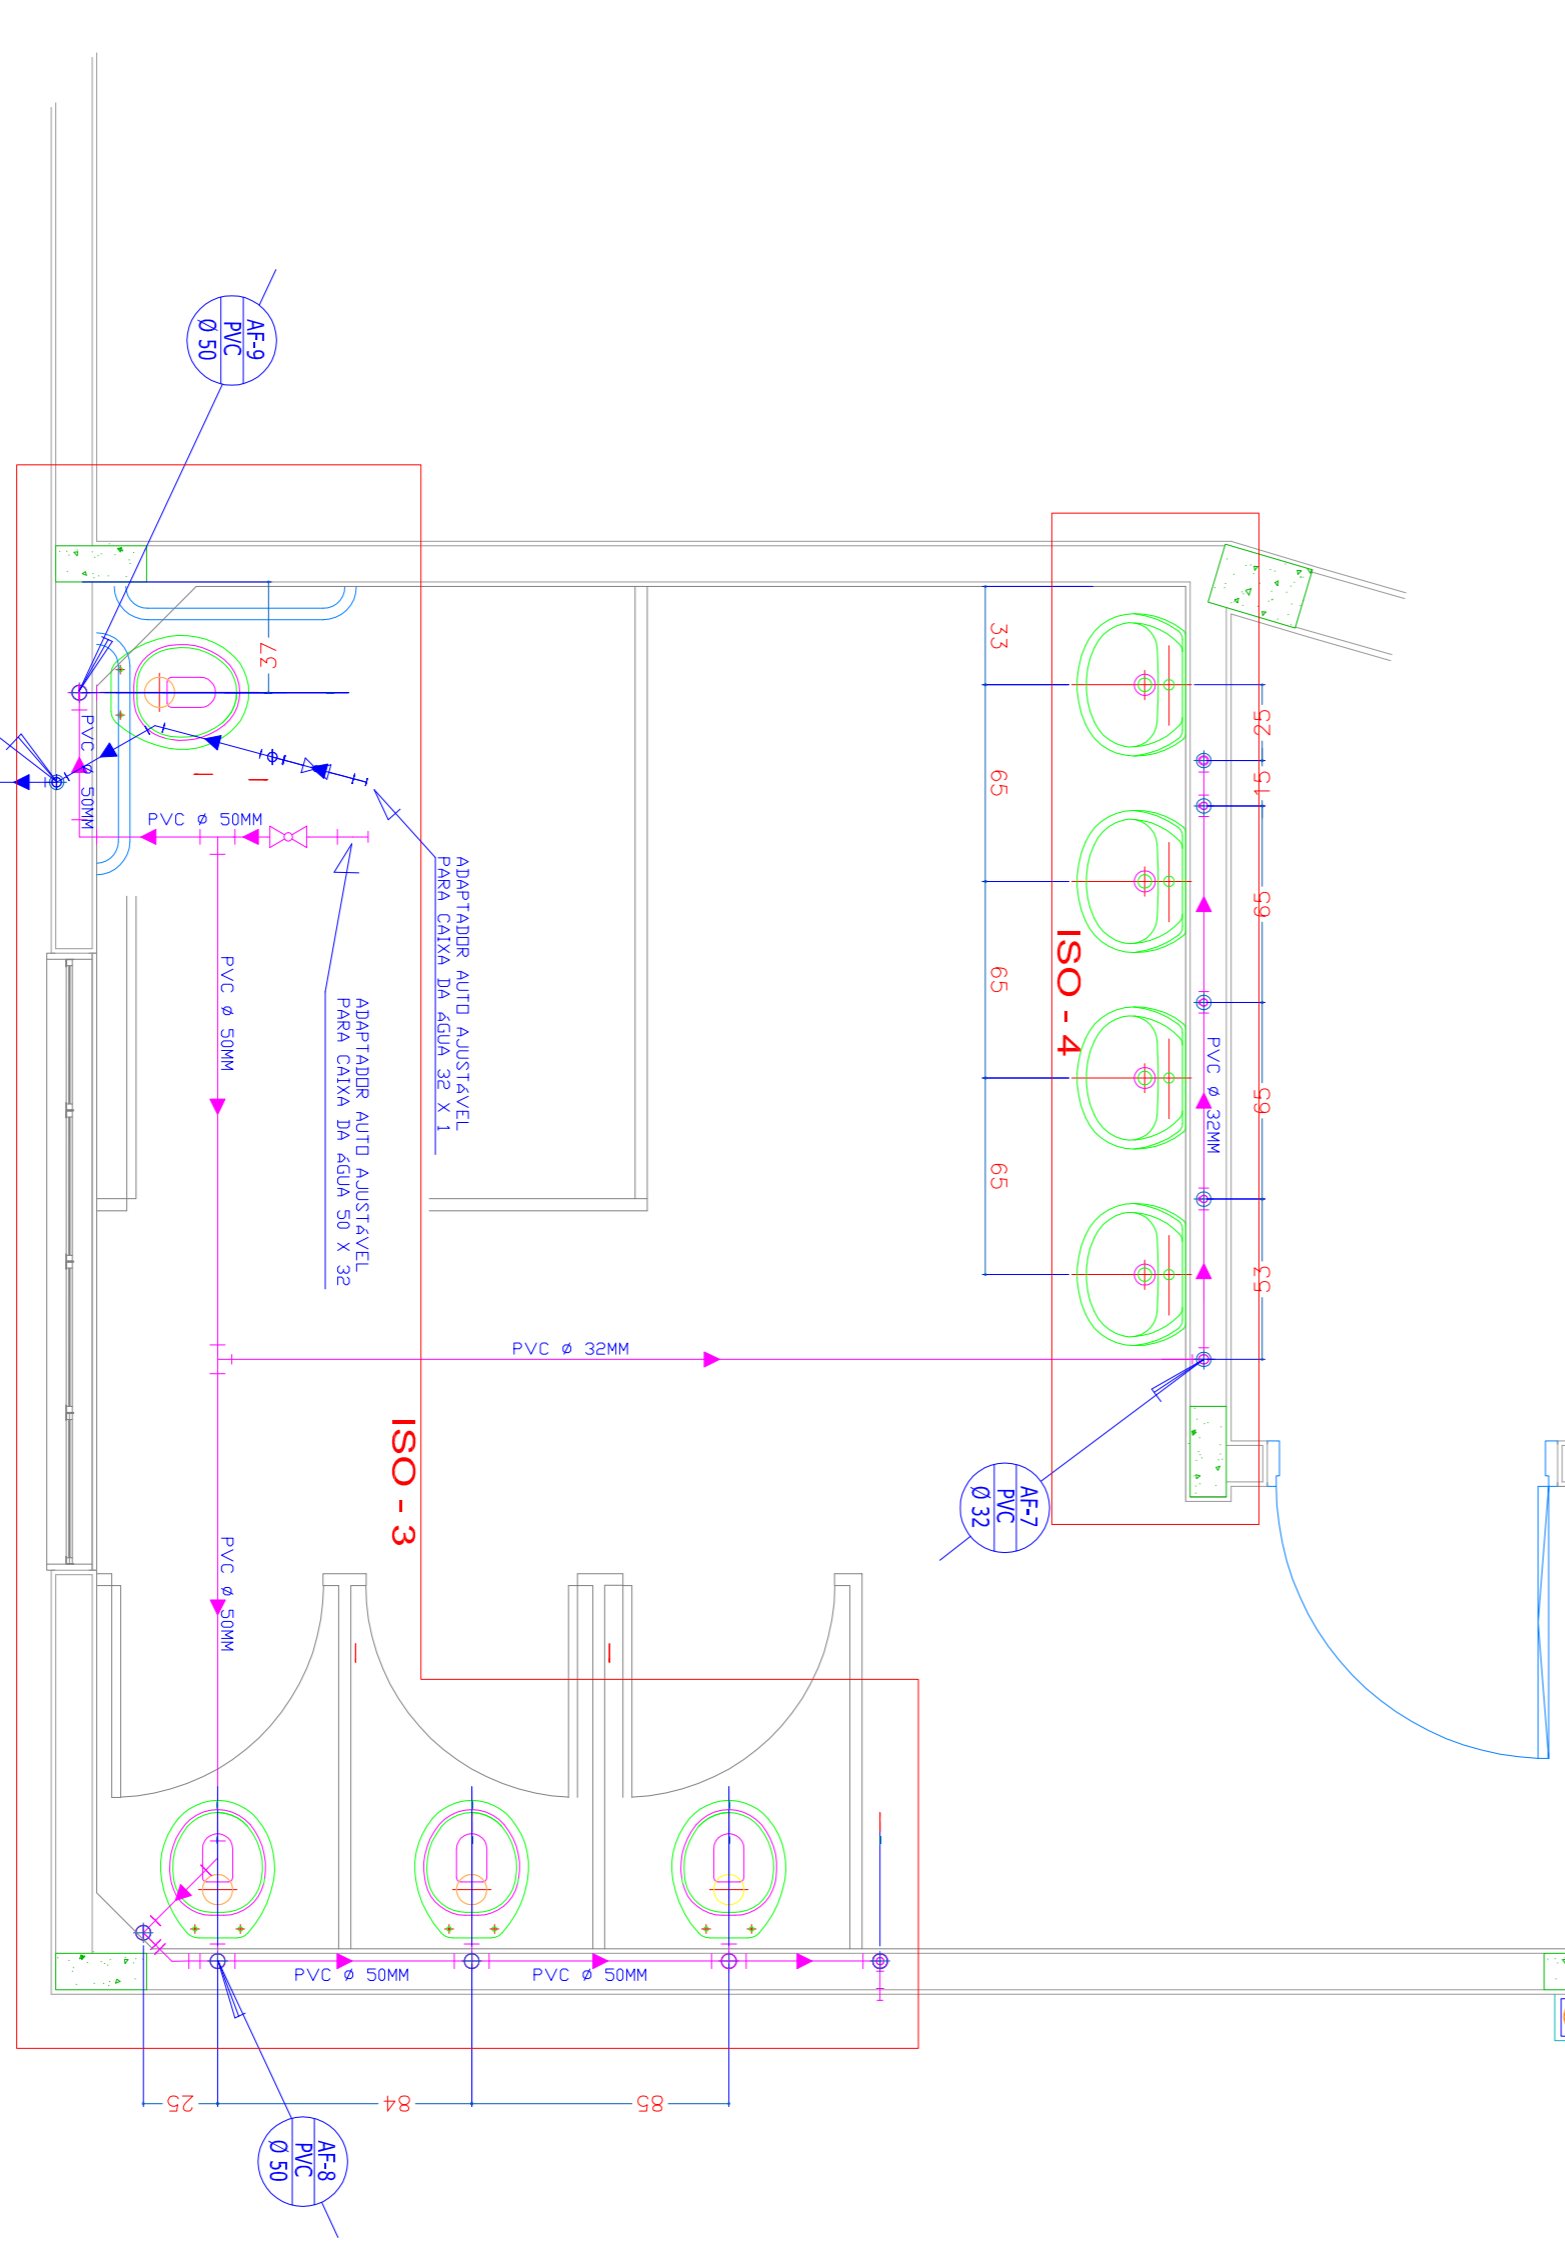 AF-9
PVC
Ø 50
37
PVC ø 50MM
PVC ø 50MM
ADAPTADOR AUTO AJUSTÁVEL
PARA CAIXA DA ÁGUA 32 X 1
ADAPTADOR AUTO AJUSTÁVEL
PARA CAIXA DA ÁGUA 50 X 32
PVC ø 50MM
33
65
65
65
ISO - 4
25
15
65
65
53
PVC ø 32MM
PVC ø 32MM
ISO - 3
AF-7
PVC
Ø 32
PVC ø 50MM
PVC ø 50MM
PVC ø 50MM
25
84
85
AF-8
PVC
Ø 50